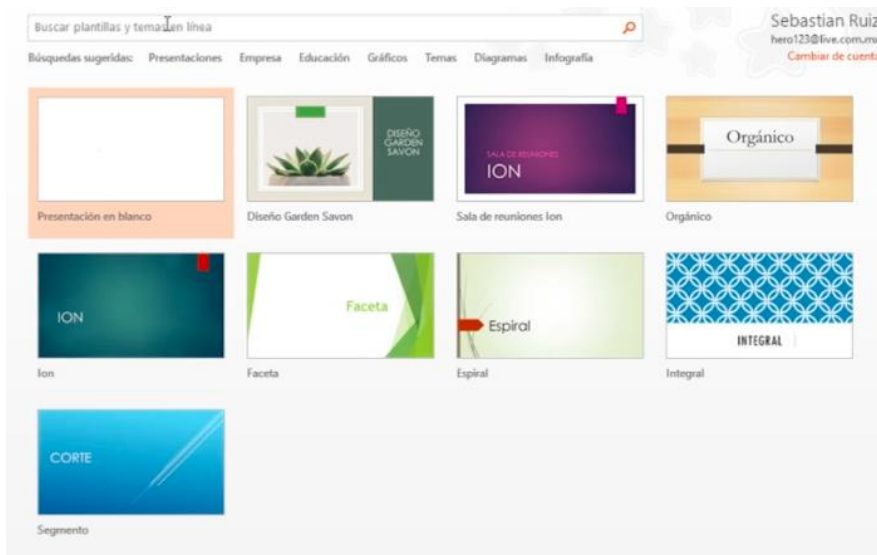 Buscar plantillas y temas en línea
Sebastian Ruiz
hero123@live.com.mx
Cambiar de cuenta
Búsquedas sugeridas: Presentaciones Empresa Educación Gráficos Temas Diagramas Infografía
DISEÑO
GARDEN
SAVON
SALA DE REUNIONES
ION
Orgánico
Presentación en blanco
Diseño Garden Savon
Sala de reuniones Ion
Orgánico
ION
Faceta
Espiral
INTEGRAL
Ion
Faceta
Espiral
Integral
CORTE
Segmento